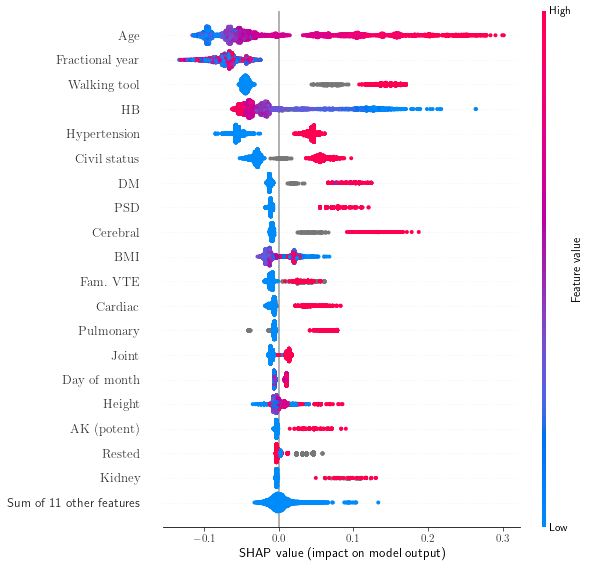 High
Age
Fractional year
Walking tool
HB
Hypertension
Civil status
DM
PSD
Cerebral
BMI
Fam. VTE
Cardiac
Pulmonary
Joint
Day of month
Height
AK (potent)
Rested
Kidney
Sum of 11 other features
Feature value
Low
−0.1 0.0 0.1 0.2 0.3
SHAP value (impact on model output)